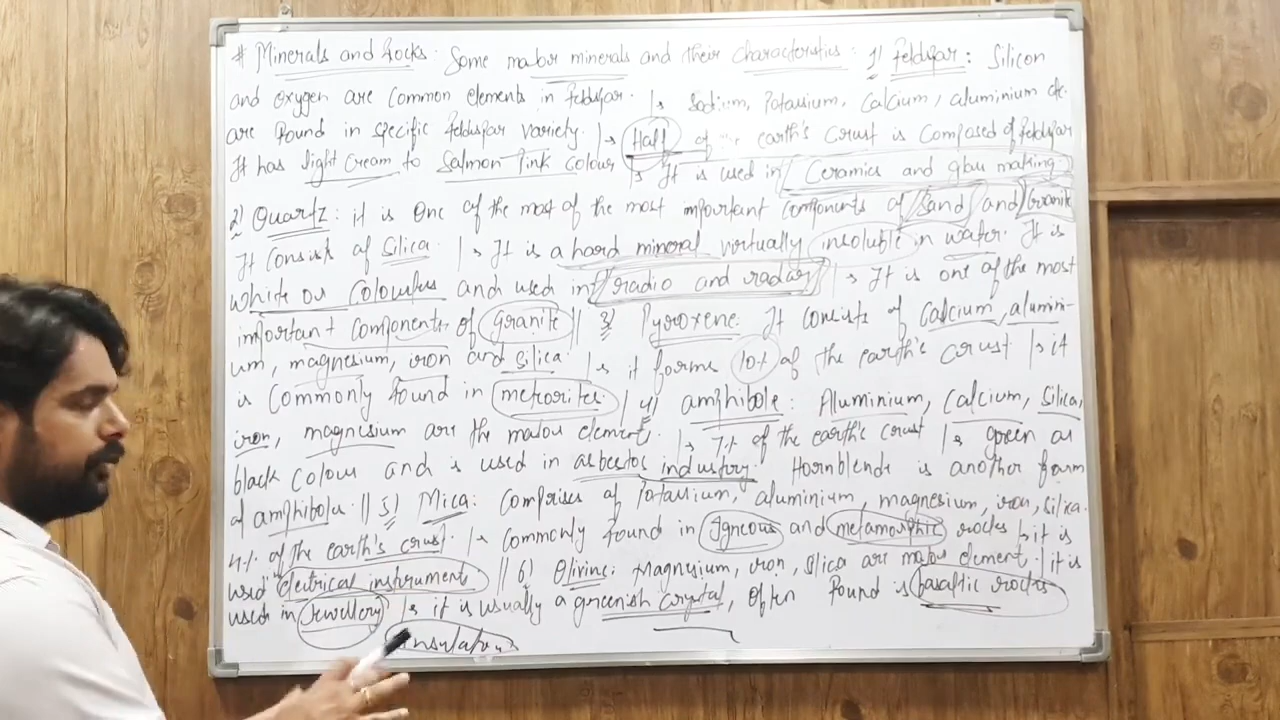 # Minerals and Rocks: Some major minerals and their characteristics: 1) Feldspar: Silicon
and oxygen are common elements in feldspar. |→ Sodium, Potassium, Calcium, aluminium etc.
are found in specific feldspar variety. |→ Half of the earth's crust is composed of feldspar
It has light cream to Salmon Pink colour |→ It is used in Ceramics and glass making.
2) Quartz: it is one of the most of the most important components of Sand and Granite
It consists of Silica. |→ It is a hard mineral virtually insoluble in water. It is
white or colourless and used in radio and radar |→ It is one of the most
important components of granite || 3) Pyroxene: It consists of Calcium, alumini-
um, magnesium, iron and silica. |→ it forms 10% of the earth's crust |→ it
is commonly found in meteorites. | 4) amphibole: Aluminium, Calcium, Silica,
iron, magnesium are the major element. |→ 7% of the earth's crust |→ green or
black colour and is used in asbestos industry. Hornblende is another form
of amphiboles. || 5) Mica: Comprises of Potassium, aluminium, magnesium, iron, silica.
4% of the earth's crust. |→ Commonly found in Igneous and metamorphic rocks |→ it is
used in electrical instrument || 6) Olivine: Magnesium, iron, Silica are major element. | it is
used in Jewellery |→ it is usually a greenish crystal, often found is basaltic rocks
insulators